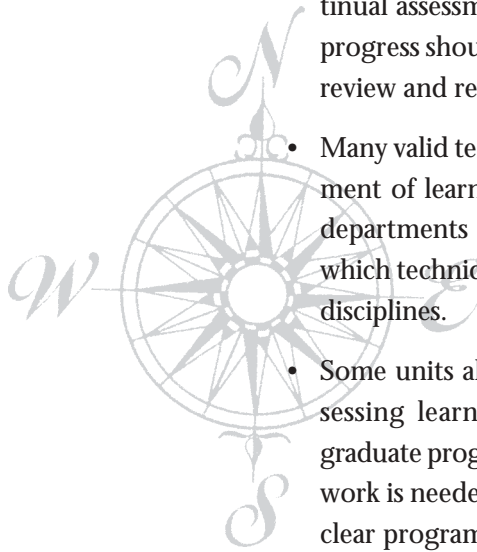 tinual assessm
progress shou
review and re
• Many valid te
ment of learn
departments
which technic
disciplines.
• Some units al
sessing learn
graduate prog
work is neede
clear program
N
W
E
S